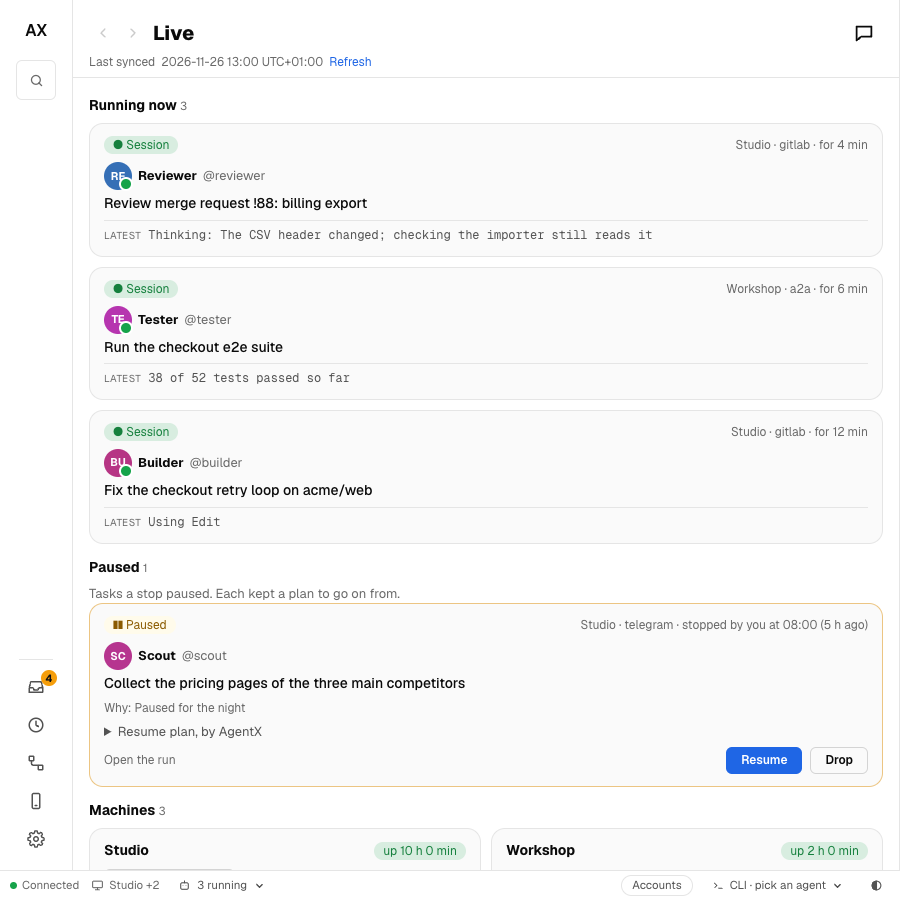 AX
Live
Last synced 2026-11-26 13:00 UTC+01:00 Refresh
Running now 3
Session
Studio · gitlab · for 4 min
RE
Reviewer @reviewer
Review merge request !88: billing export
LATEST Thinking: The CSV header changed; checking the importer still reads it
Session
Workshop · a2a · for 6 min
TE
Tester @tester
Run the checkout e2e suite
LATEST 38 of 52 tests passed so far
Session
Studio · gitlab · for 12 min
BU
Builder @builder
Fix the checkout retry loop on acme/web
LATEST Using Edit
Paused 1
Tasks a stop paused. Each kept a plan to go on from.
Paused
Studio · telegram · stopped by you at 08:00 (5 h ago)
SC
Scout @scout
Collect the pricing pages of the three main competitors
Why: Paused for the night
Resume plan, by AgentX
Open the run
Resume
Drop
4
Machines 3
Studio
up 10 h 0 min
Workshop
up 2 h 0 min
Connected
Studio +2
3 running
Accounts
CLI · pick an agent